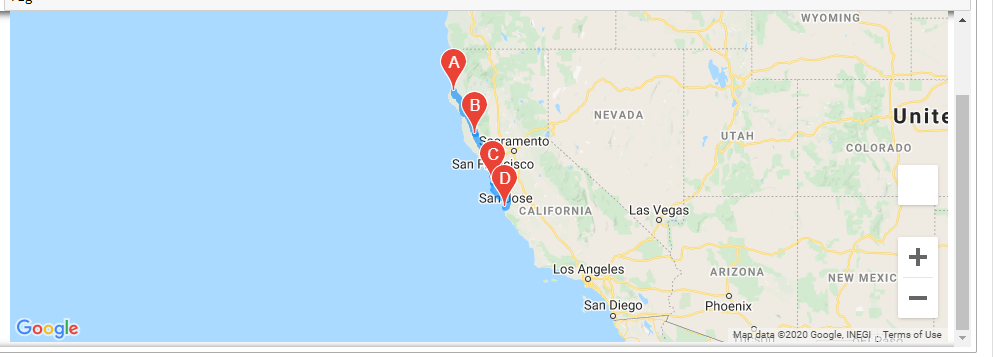 WYOMING
A
B
NEVADA
Unite
Sacramento
UTAH
COLORADO
C
San Francisco
D
San Jose
CALIFORNIA
Las Vegas
Los Angeles
ARIZONA
NEW MEXIC
San Diego
Phoenix
Google
Map data ©2020 Google, INEGI
Terms of Use